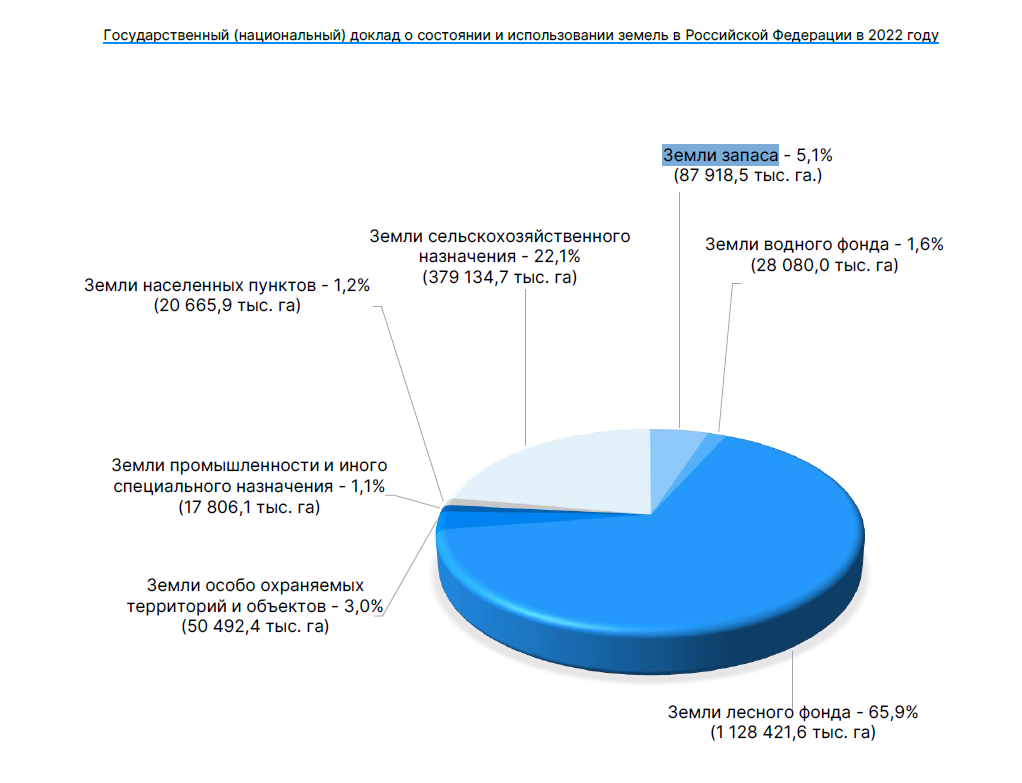 Государственный (национальный) доклад о состоянии и использовании земель в Российской Федерации в 2022 году
Земли запаса - 5,1%
(87 918,5 тыс. га.)
Земли сельскохозяйственного
назначения - 22,1%
(379 134,7 тыс. га)
Земли водного фонда - 1,6%
(28 080,0 тыс. га)
Земли населенных пунктов - 1,2%
(20 665,9 тыс. га)
Земли промышленности и иного
специального назначения - 1,1%
(17 806,1 тыс. га)
Земли особо охраняемых
территорий и объектов - 3,0%
(50 492,4 тыс. га)
Земли лесного фонда - 65,9%
(1 128 421,6 тыс. га)